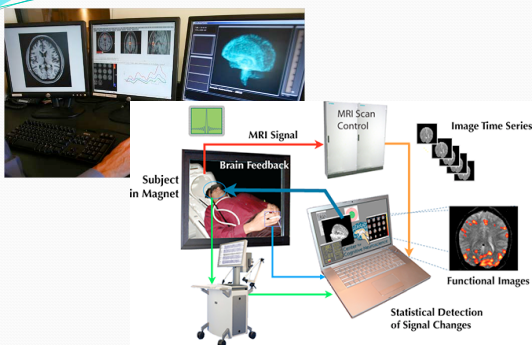 MRI Scan
Control
MRI Signal
Image Time Series
Brain Feedback
Subject
in Magnet
Functional Images
Statistical Detection
of Signal Changes